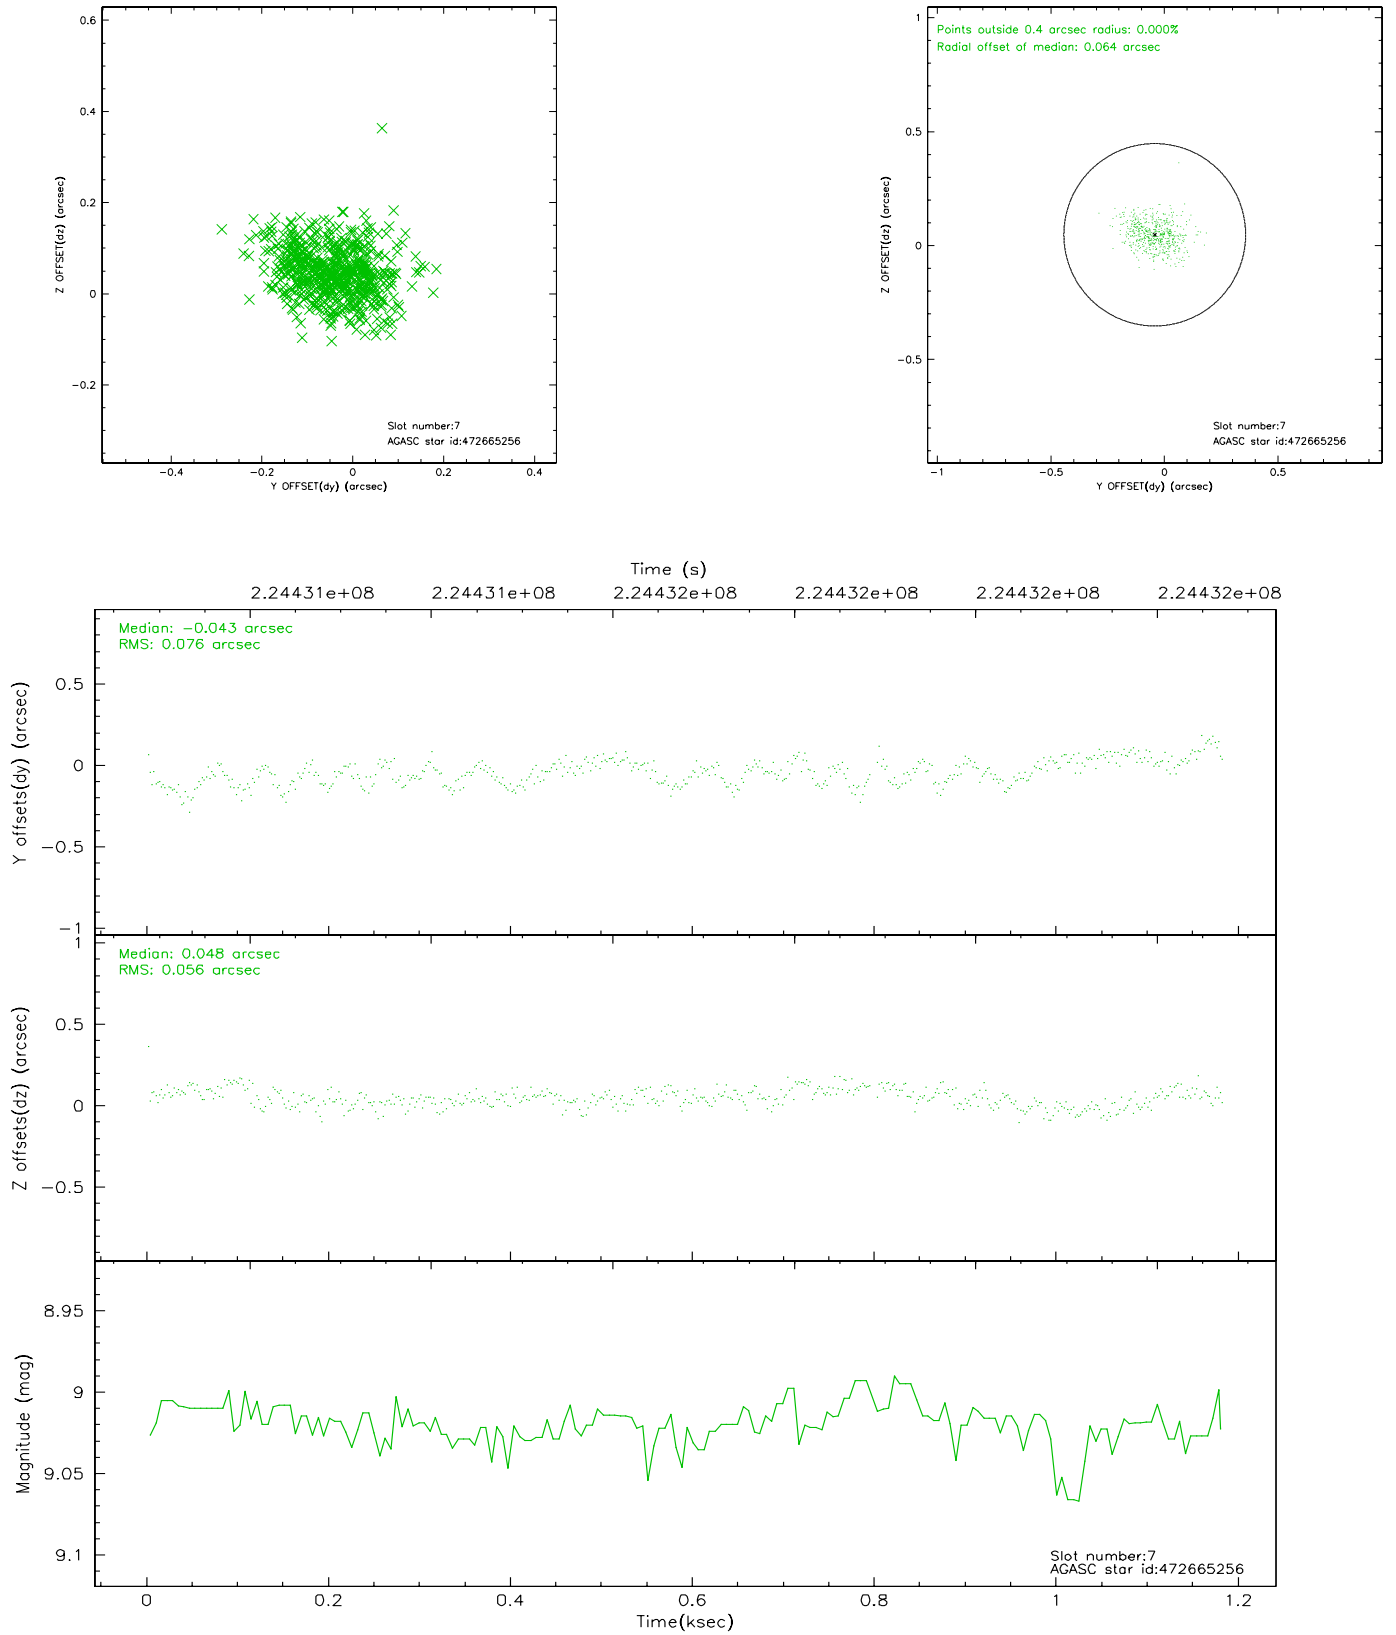 0.6
0.4
0.2
0
−0.2
Z OFFSET(dz) (arcsec)
Slot number:7
AGASC star id:472665256
−0.4 −0.2 0 0.2 0.4
Y OFFSET(dy) (arcsec)
Points outside 0.4 arcsec radius: 0.000%
Radial offset of median: 0.064 arcsec
1
0.5
0
−0.5
Z OFFSET(dz) (arcsec)
Slot number:7
AGASC star id:472665256
−1 −0.5 0 0.5
Y OFFSET(dy) (arcsec)
Time (s)
2.24431e+08 2.24431e+08 2.24432e+08 2.24432e+08 2.24432e+08 2.24432e+08
Median: −0.043 arcsec
RMS: 0.076 arcsec
0.5
0
−0.5
−1
Y offsets(dy) (arcsec)
Median: 0.048 arcsec
RMS: 0.056 arcsec
1
0.5
0
−0.5
Z offsets(dz) (arcsec)
8.95
9
9.05
9.1
Magnitude (mag)
Slot number:7
AGASC star id:472665256
0 0.2 0.4 0.6 0.8 1 1.2
Time(ksec)